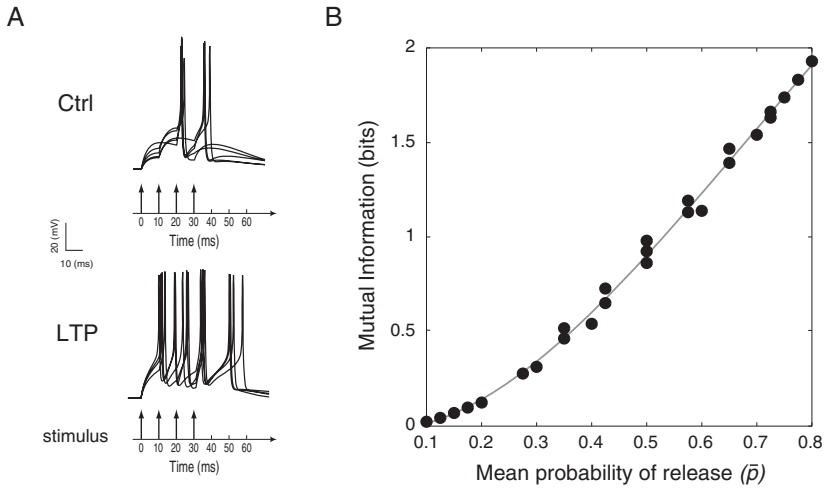 A
Ctrl
0 10 20 30 40 50 60
Time (ms)
20 (mV)
10 (ms)
LTP
stimulus
0 10 20 30 40 50 60
Time (ms)
B
Mutual Information (bits)
2
1.5
1
0.5
0
0.1 0.2 0.3 0.4 0.5 0.6 0.7 0.8
Mean probability of release (p̄)